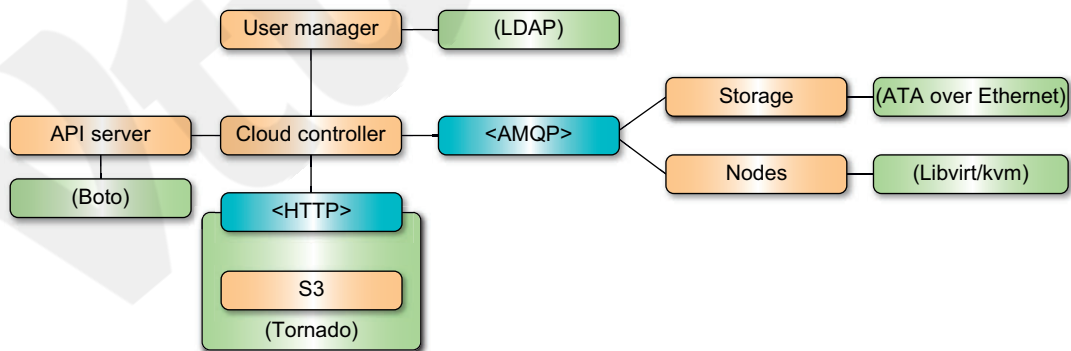 User manager
(LDAP)
Storage
(ATA over Ethernet)
API server
Cloud controller
<AMQP>
Nodes
(Libvirt/kvm)
(Boto)
<HTTP>
S3
(Tornado)